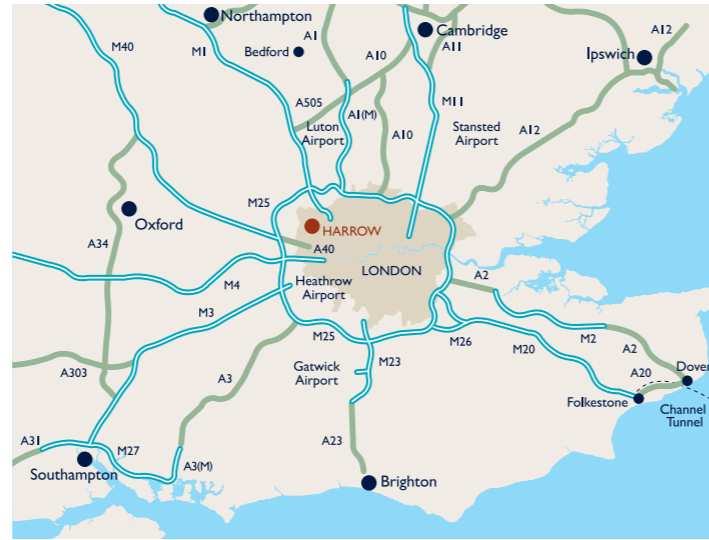 Northampton
A1
A12
M40
M1
Cambridge
Bedford
A10
A11
Ipswich
A505
M11
Luton
Airport
A1(M)
A10
Stansted
Airport
A12
M25
Oxford
HARROW
A34
A40
LONDON
A2
M4
Heathrow
Airport
M3
M25
M26
M2
A2
M20
M23
Gatwick
Airport
A303
A3
A20
Dover
Folkestone
Channel
Tunnel
A31
M27
A23
Southampton
A3(M)
Brighton